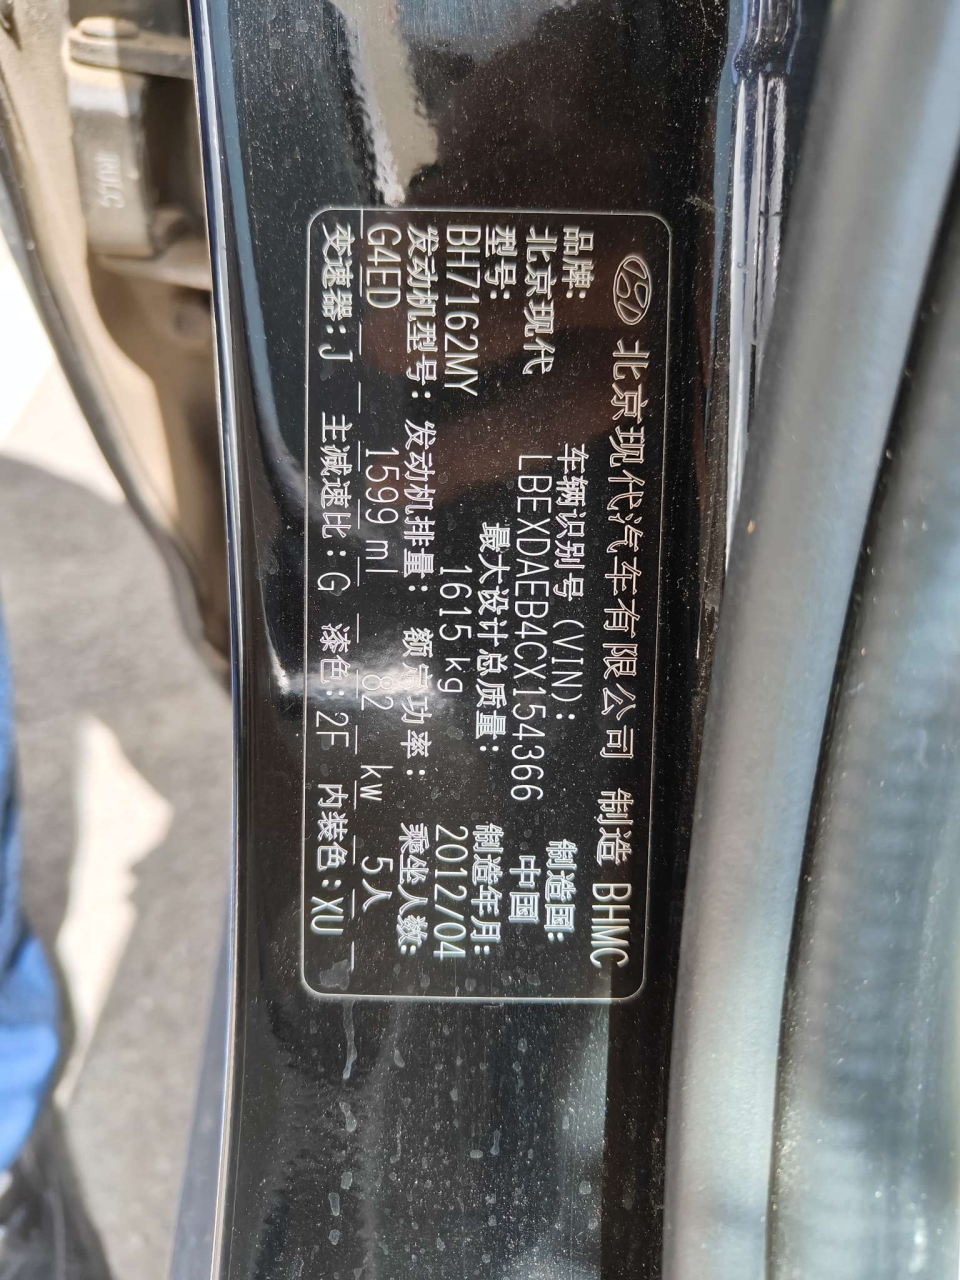 北京现代汽车有限公司 制造 BHMC
品牌: 车辆识别号(VIN): 制造国:
北京现代 LBEXDAEB4CX154366 中国
型号: 最大设计总质量: 制造年月:
BH7162MY 1615 kg 2012/04
发动机型号: 发动机排量: 额定功率: 乘坐人数:
G4ED 1599 ml 82 kw 5人
变速器:J 主减速比:G 漆色:2F 内装色:XU